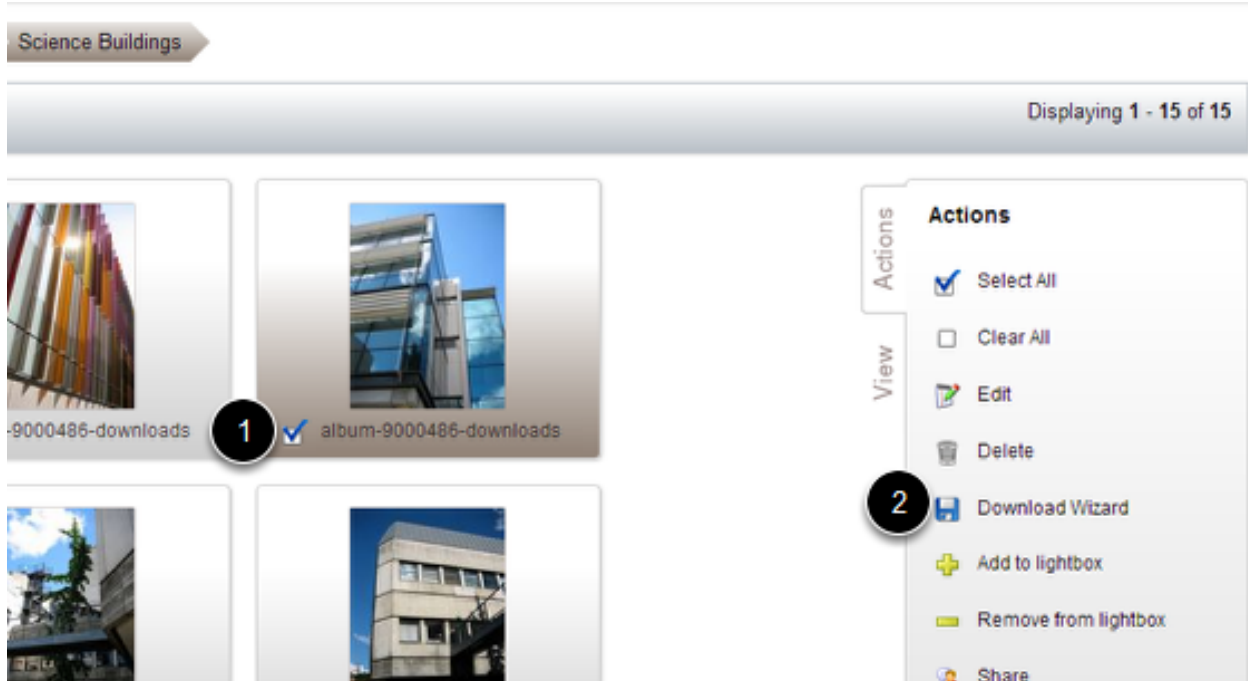 Science Buildings
Displaying 1 - 15 of 15
-9000486-downloads
1
album-9000486-downloads
Actions
View
Actions
Select All
Clear All
Edit
Delete
2
Download Wizard
Add to lightbox
Remove from lightbox
Share